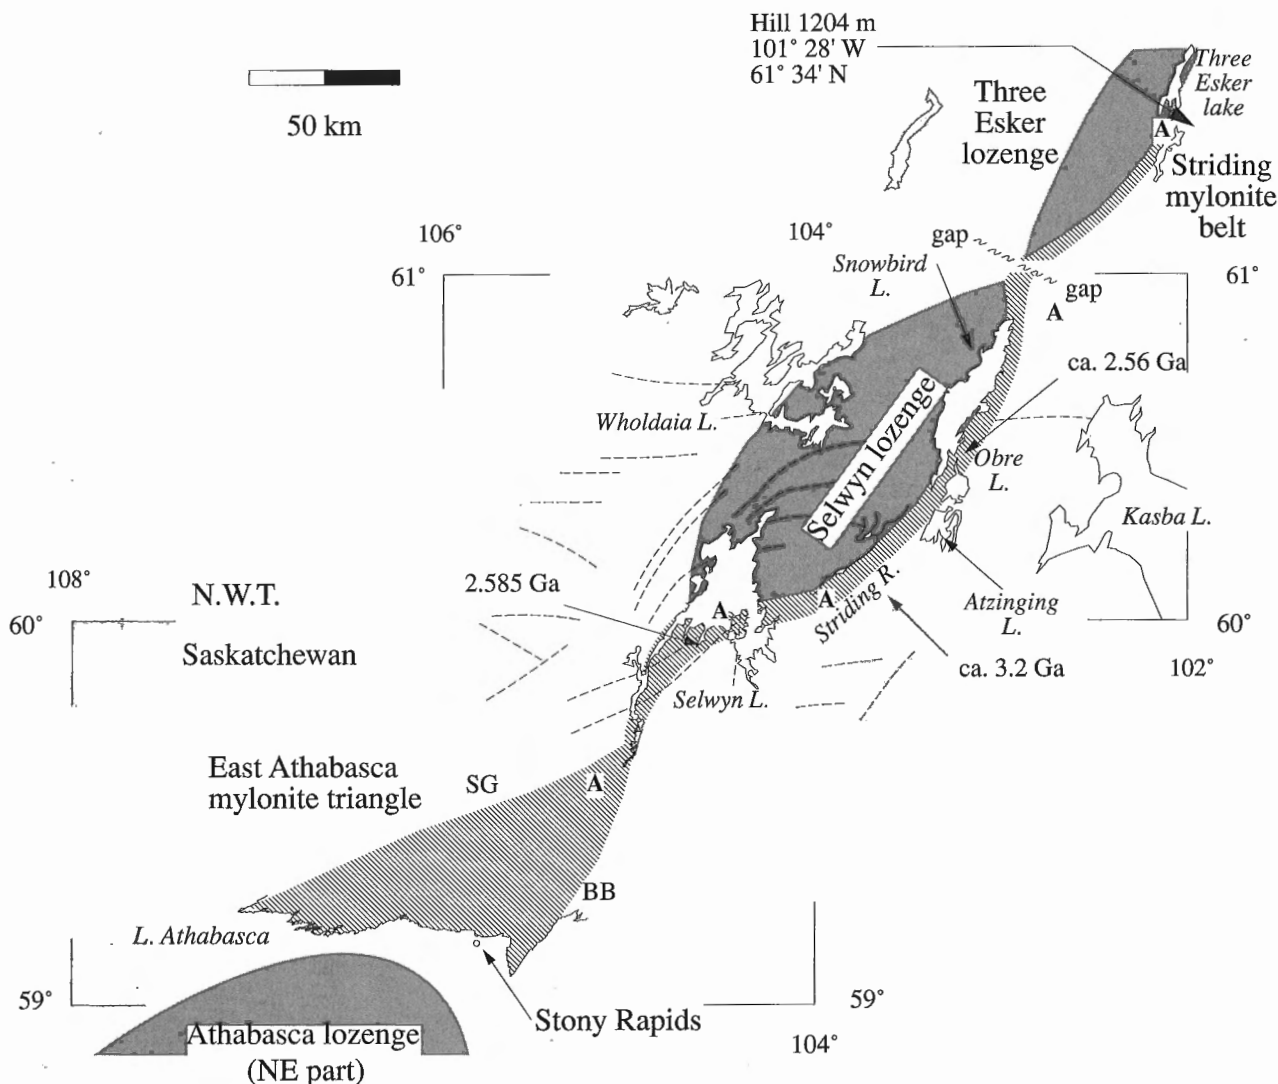 Hill 1204 m
101° 28' W
61° 34' N
Three
Esker
lake
50 km
Three
Esker
lozenge
A
Striding
mylonite
belt
106°
104°
gap
Snowbird
L.
61°
61°
gap
A
ca. 2.56 Ga
Wholdaia L.
Selwyn lozenge
Obre
L.
Kasba L.
108°
N.W.T.
2.585 Ga
A
A
Striding R.
Atzinging
L.
60°
60°
Saskatchewan
ca. 3.2 Ga
102°
Selwyn L.
East Athabasca
mylonite triangle
SG
A
BB
L. Athabasca
59°
59°
Stony Rapids
Athabasca lozenge
(NE part)
104°